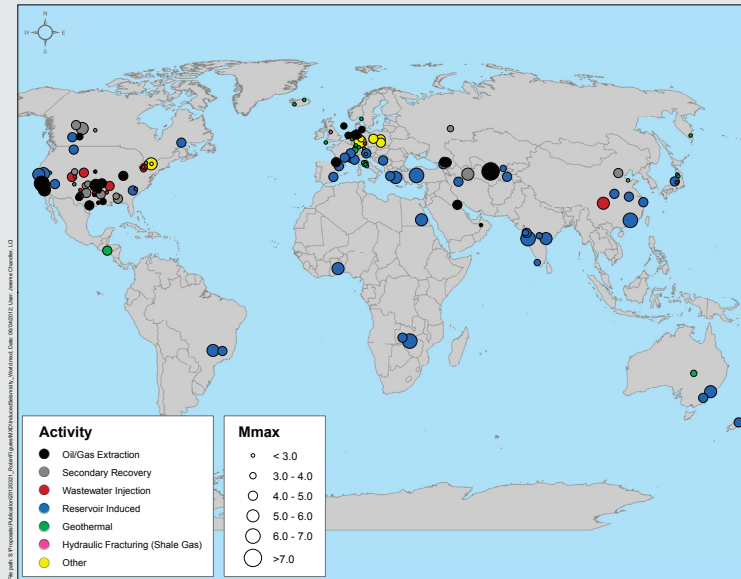 N
W E
S
Activity
Oil/Gas Extraction
Secondary Recovery
Wastewater Injection
Reservoir Induced
Geothermal
Hydraulic Fracturing (Shale Gas)
Other
Mmax
< 3.0
3.0 - 4.0
4.0 - 5.0
5.0 - 6.0
6.0 - 7.0
>7.0